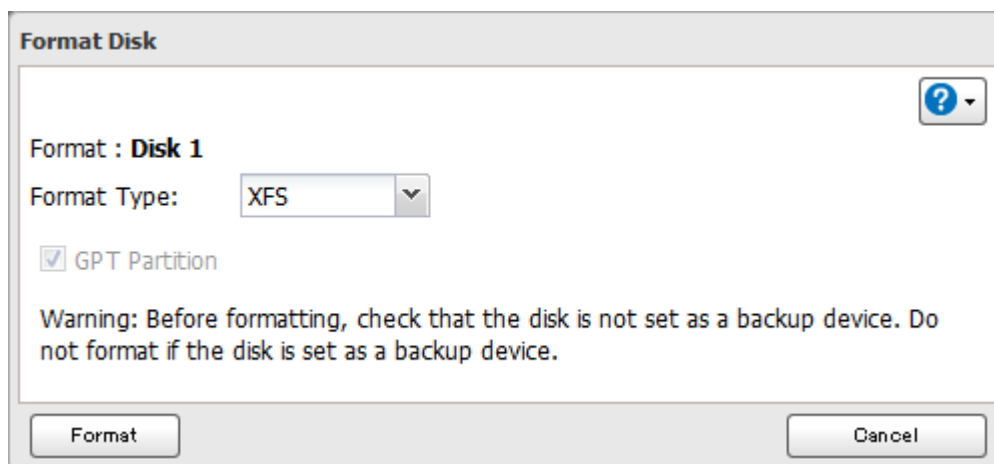 Format Disk
?
Format : Disk 1
Format Type: XFS
GPT Partition
Warning: Before formatting, check that the disk is not set as a backup device. Do
not format if the disk is set as a backup device.
Format Cancel